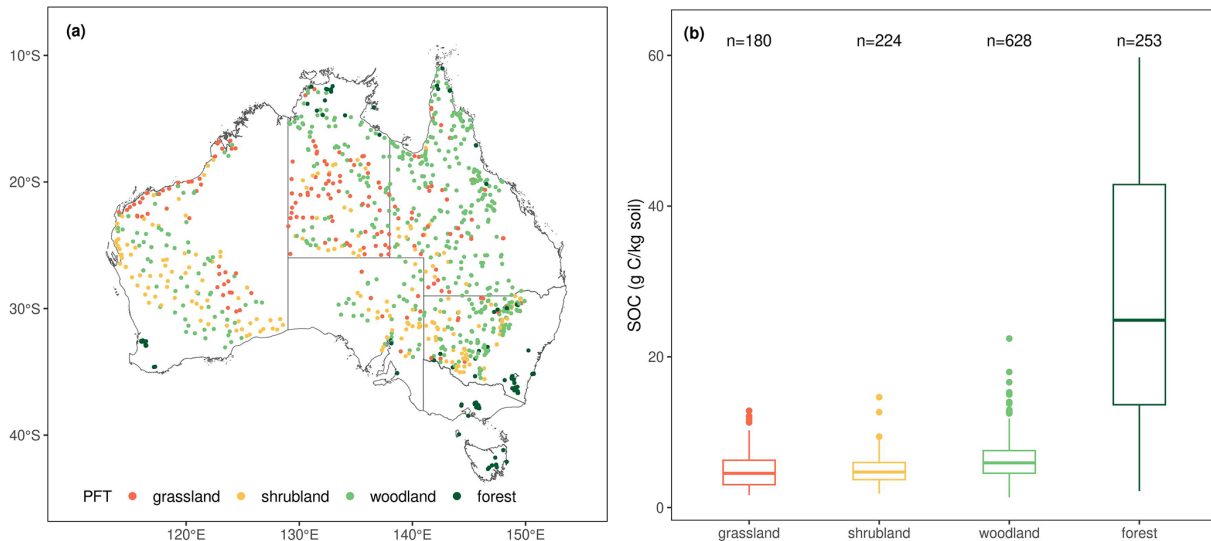 (a)
10°S
20°S
30°S
40°S
PFT grassland shrubland woodland forest
120°E 130°E 140°E 150°E
(b)
n=180 n=224 n=628 n=253
SOC (g C/kg soil)
60
40
20
0
grassland shrubland woodland forest